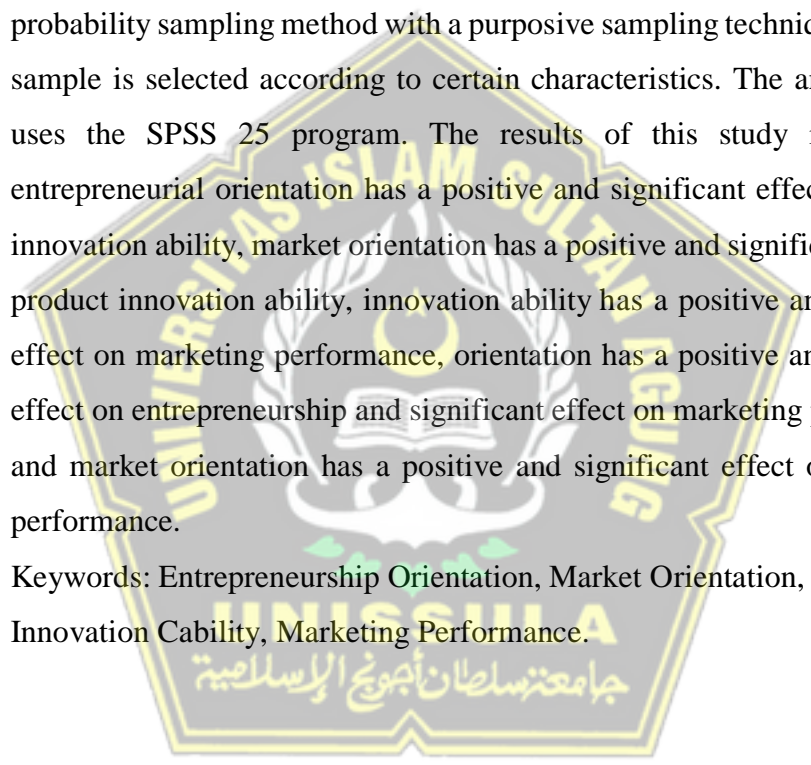 probability sampling method with a purposive sampling
sample is selected according to certain characteristics. The
uses the SPSS 25 program. The results of this study
entrepreneurial orientation has a positive and significant
innovation ability, market orientation has a positive and
product innovation ability, innovation ability has a positive
effect on marketing performance, orientation has a positive
effect on entrepreneurship and significant effect on marketing
and market orientation has a positive and significant effect
performance.
Keywords: Entrepreneurship Orientation, Market Orientation,
Innovation Cability, Marketing Performance.
UNIVERSITAS ISLAM SULTAN AGUNG
UNISSULA
جامعة سلطان أجونج الإسلامية